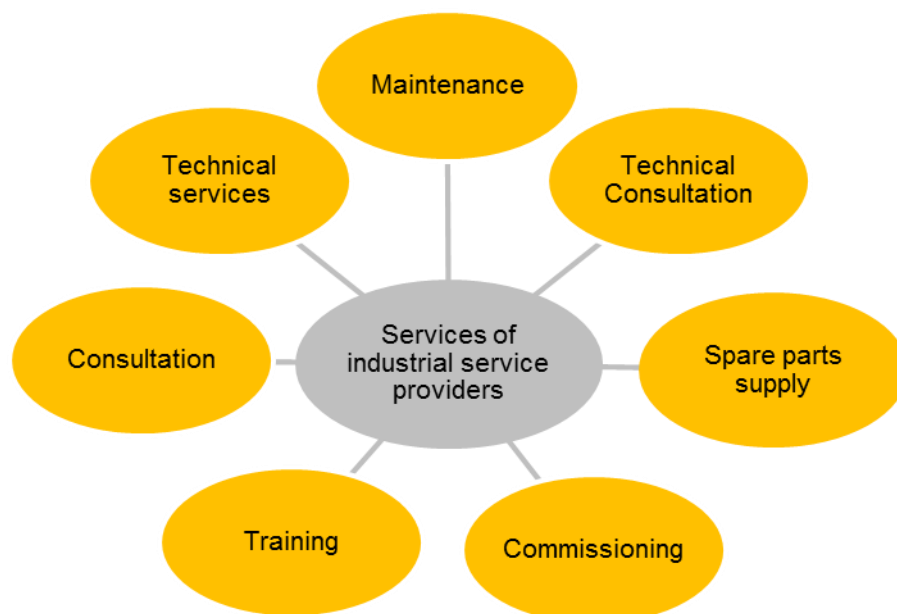 Maintenance
Technical
services
Technical
Consultation
Consultation
Services of
industrial service
providers
Spare parts
supply
Training
Commissioning